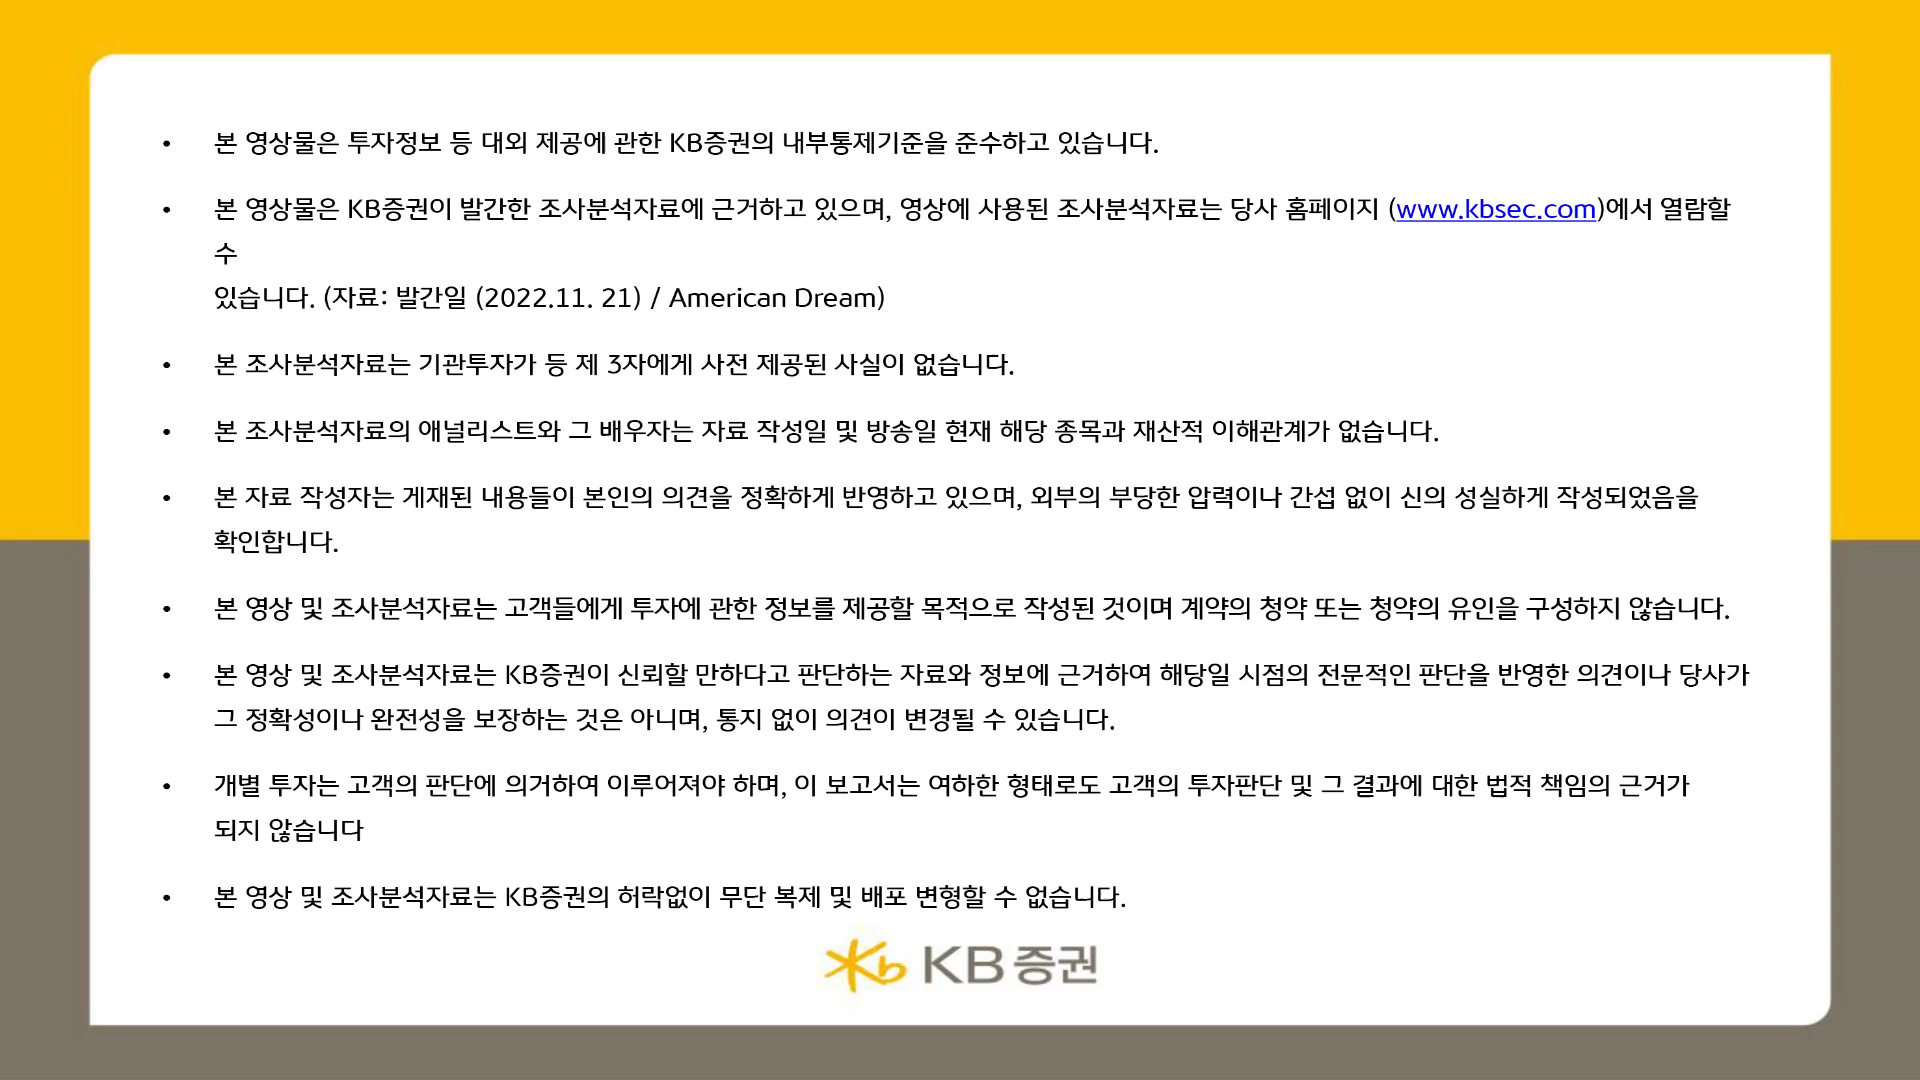 • 본 영상물은 투자정보 등 대외 제공에 관한 KB증권의 내부통제기준을 준수하고 있습니다.
• 본 영상물은 KB증권이 발간한 조사분석자료에 근거하고 있으며, 영상에 사용된 조사분석자료는 당사 홈페이지 (www.kbsec.com)에서 열람할
수
있습니다. (자료: 발간일 (2022.11. 21) / American Dream)
• 본 조사분석자료는 기관투자가 등 제 3자에게 사전 제공된 사실이 없습니다.
• 본 조사분석자료의 애널리스트와 그 배우자는 자료 작성일 및 방송일 현재 해당 종목과 재산적 이해관계가 없습니다.
• 본 자료 작성자는 게재된 내용들이 본인의 의견을 정확하게 반영하고 있으며, 외부의 부당한 압력이나 간섭 없이 신의 성실하게 작성되었음을
확인합니다.
• 본 영상 및 조사분석자료는 고객들에게 투자에 관한 정보를 제공할 목적으로 작성된 것이며 계약의 청약 또는 청약의 유인을 구성하지 않습니다.
• 본 영상 및 조사분석자료는 KB증권이 신뢰할 만하다고 판단하는 자료와 정보에 근거하여 해당일 시점의 전문적인 판단을 반영한 의견이나 당사가
그 정확성이나 완전성을 보장하는 것은 아니며, 통지 없이 의견이 변경될 수 있습니다.
• 개별 투자는 고객의 판단에 의거하여 이루어져야 하며, 이 보고서는 여하한 형태로도 고객의 투자판단 및 그 결과에 대한 법적 책임의 근거가
되지 않습니다
• 본 영상 및 조사분석자료는 KB증권의 허락없이 무단 복제 및 배포 변형할 수 없습니다.
KB 증권